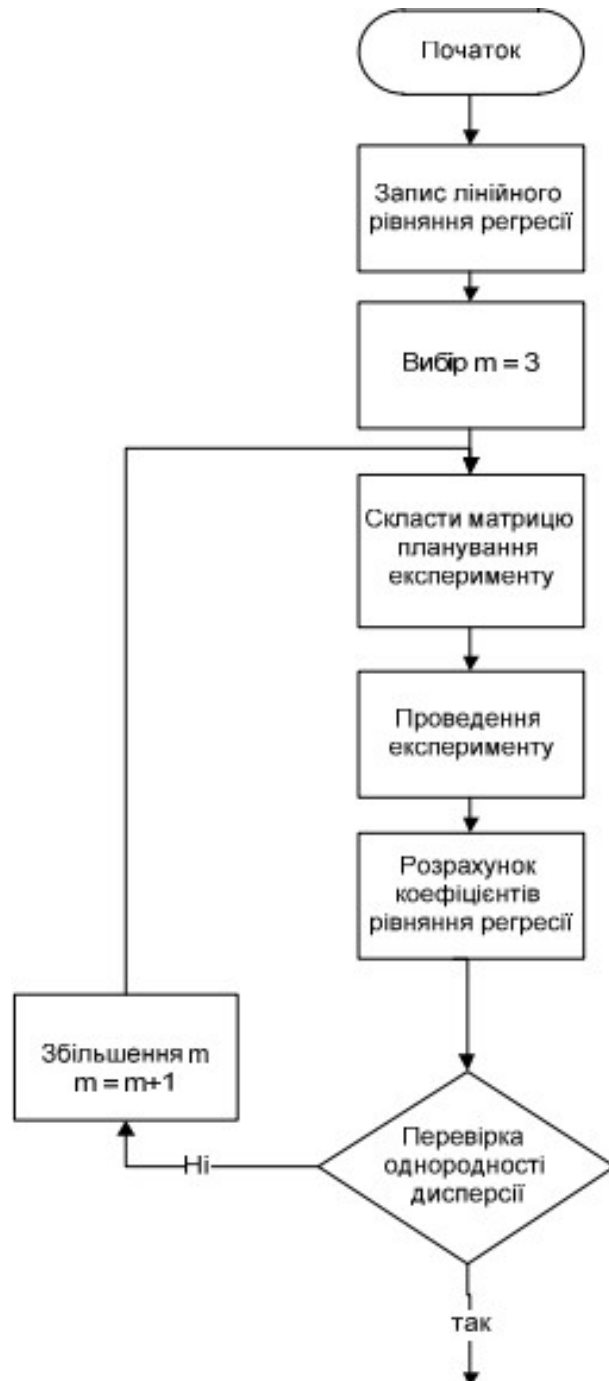 Початок
Запис лінійного
рівняння регресії
Вибір m = 3
Скласти матрицю
планування
експерименту
Проведення
експерименту
Розрахунок
коефіцієнтів
рівняння регресії
Збільшення m
m = m+1
Перевірка
однородності
дисперсії
Ні
так